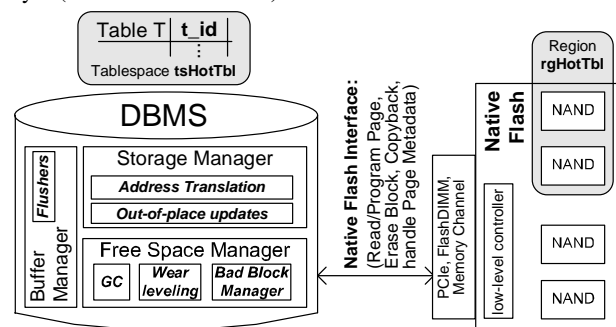 Table T
t_id
⋮
Tablespace tsHotTbl
DBMS
Flushers
Buffer
Manager
Storage Manager
Address Translation
Out-of-place updates
Free Space Manager
GC
Wear
leveling
Bad Block
Manager
Native Flash Interface:
(Read/Program Page,
Erase Block, Copyback,
handle Page Metadata)
PCIe, FlashDIMM,
Memory Channel
Native
Flash
low-level controller
Region
rgHotTbl
NAND
NAND
NAND
NAND